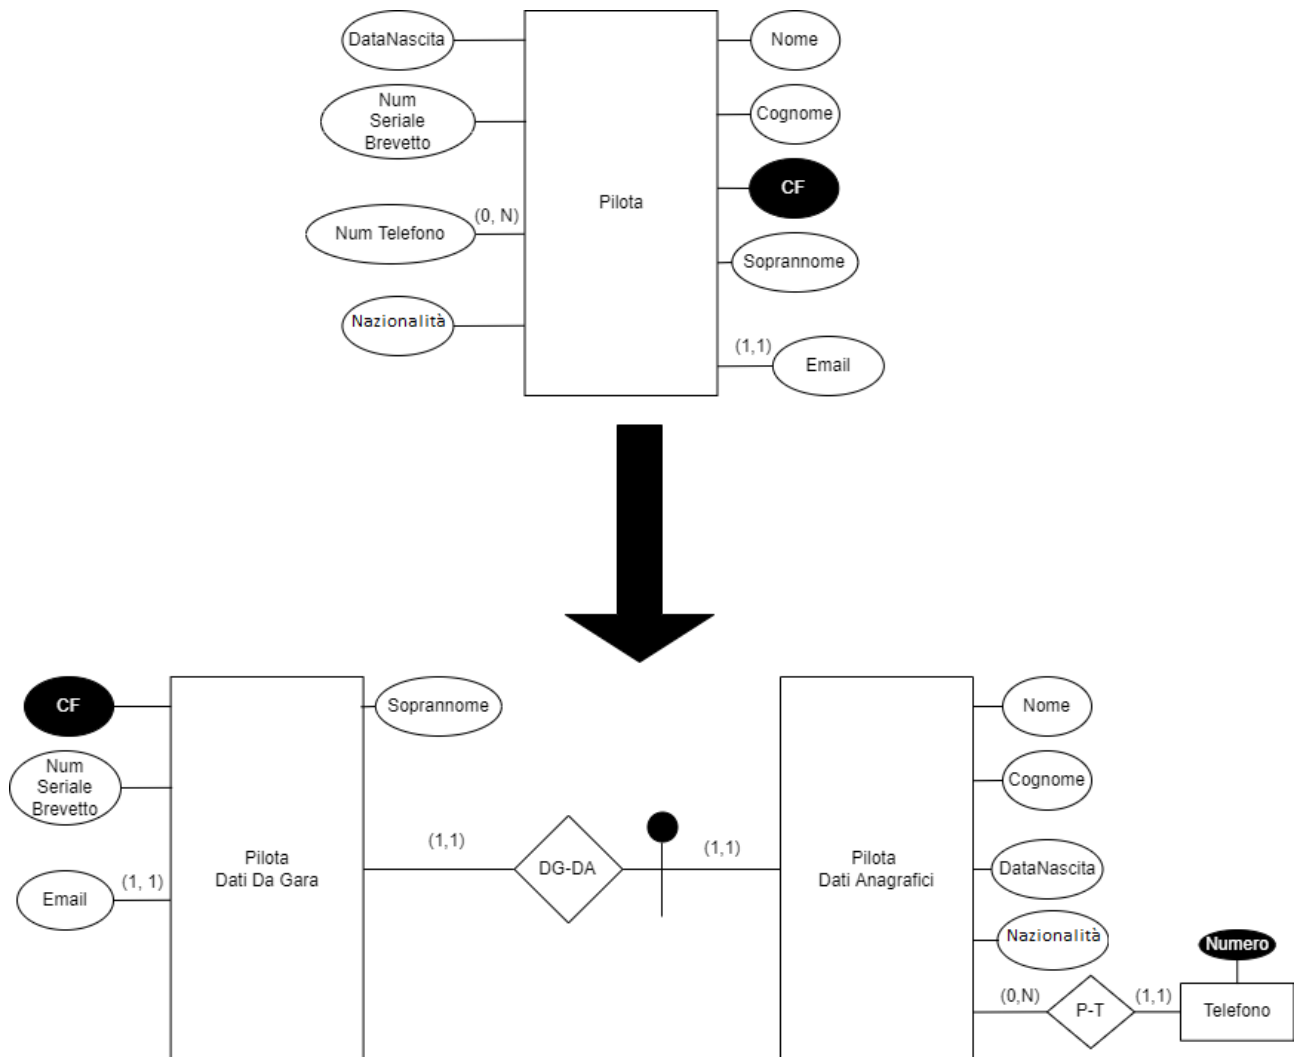 DataNascita
Num
Seriale
Brevetto
(0, N)
Num Telefono
Nazionalità
Pilota
Nome
Cognome
CF
Soprannome
(1,1)
Email
CF
Num
Seriale
Brevetto
(1, 1)
Email
Pilota
Dati Da Gara
Soprannome
(1,1)
DG-DA
(1,1)
Pilota
Dati Anagrafici
Nome
Cognome
DataNascita
Nazionalità
(0,N)
P-T
(1,1)
Numero
Telefono